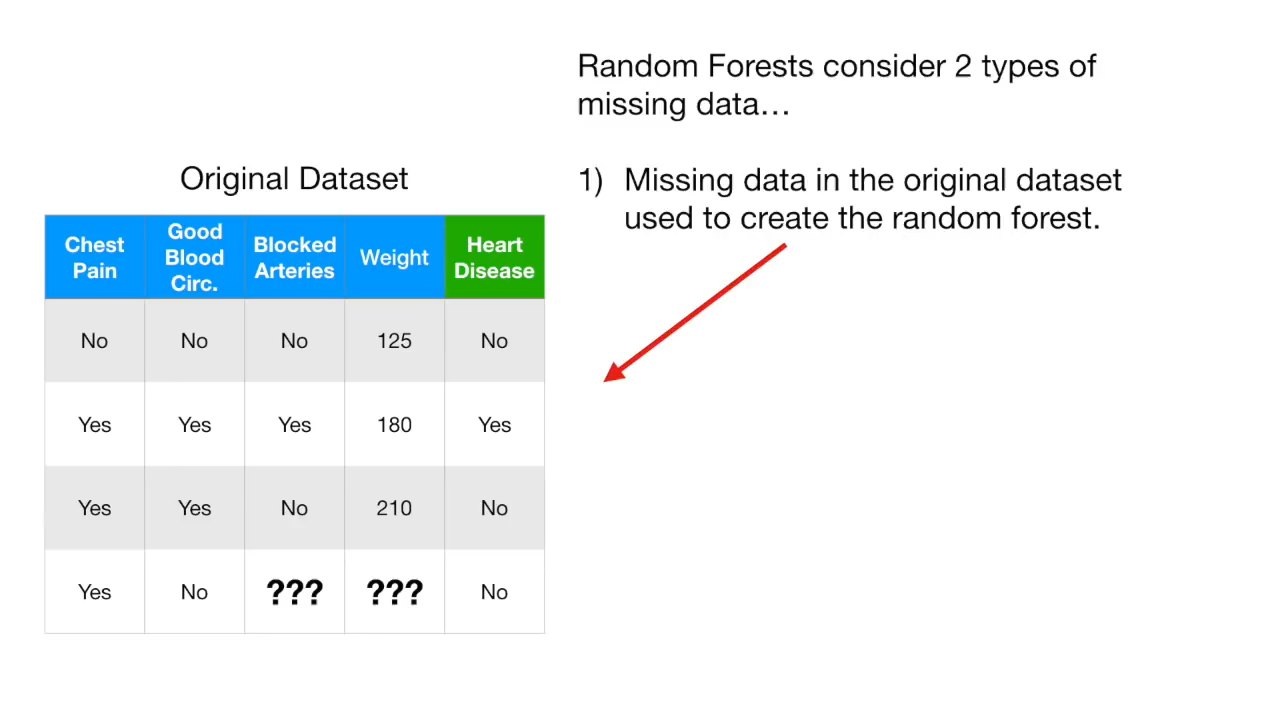 Random Forests consider 2 types of
missing data…
1) Missing data in the original dataset
used to create the random forest.
Original Dataset
Chest Pain Good Blood Circ. Blocked Arteries Weight Heart Disease
No No No 125 No
Yes Yes Yes 180 Yes
Yes Yes No 210 No
Yes No ??? ??? No